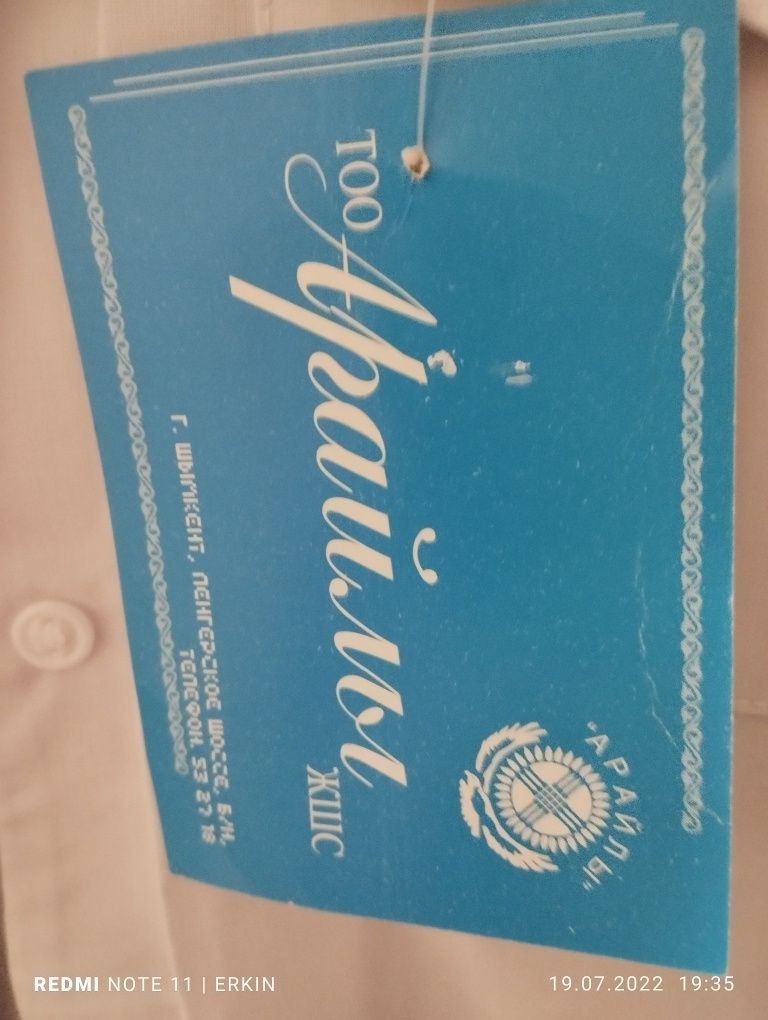 ТОО
Арайлы
ЖШС
"АРАЙЛЫ"
Г. ШЫМКЕНТ, ЛЕНГЕРСКОЕ ШОССЕ, Б/Н,
ТЕЛЕФОН. 53 27 18
REDMI NOTE 11 | ERKIN
19.07.2022 19:35